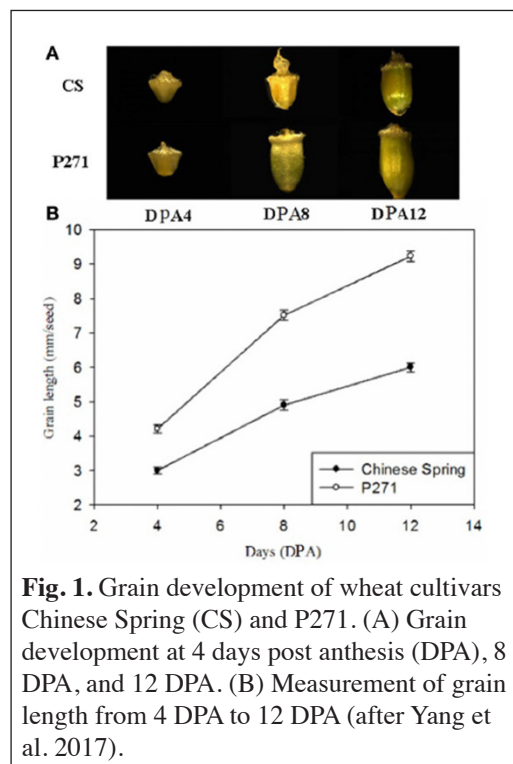 A
CS
P271
DPA4 DPA8 DPA12
B
10
9
8
7
6
5
4
3
2
Grain length (mm/seed)
Chinese Spring
P271
2 4 6 8 10 12 14
Days (DPA)
Fig. 1. Grain development of wheat cultivars
Chinese Spring (CS) and P271. (A) Grain
development at 4 days post anthesis (DPA), 8
DPA, and 12 DPA. (B) Measurement of grain
length from 4 DPA to 12 DPA (after Yang et
al. 2017).